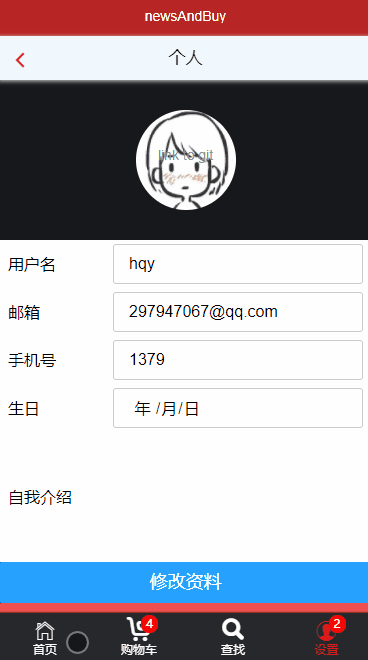 newsAndBuy
个人
link to git
用户名
hqy
邮箱
297947067@qq.com
手机号
1379
生日
年 /月/日
自我介绍
修改资料
4
2
首页
购物车
查找
设置